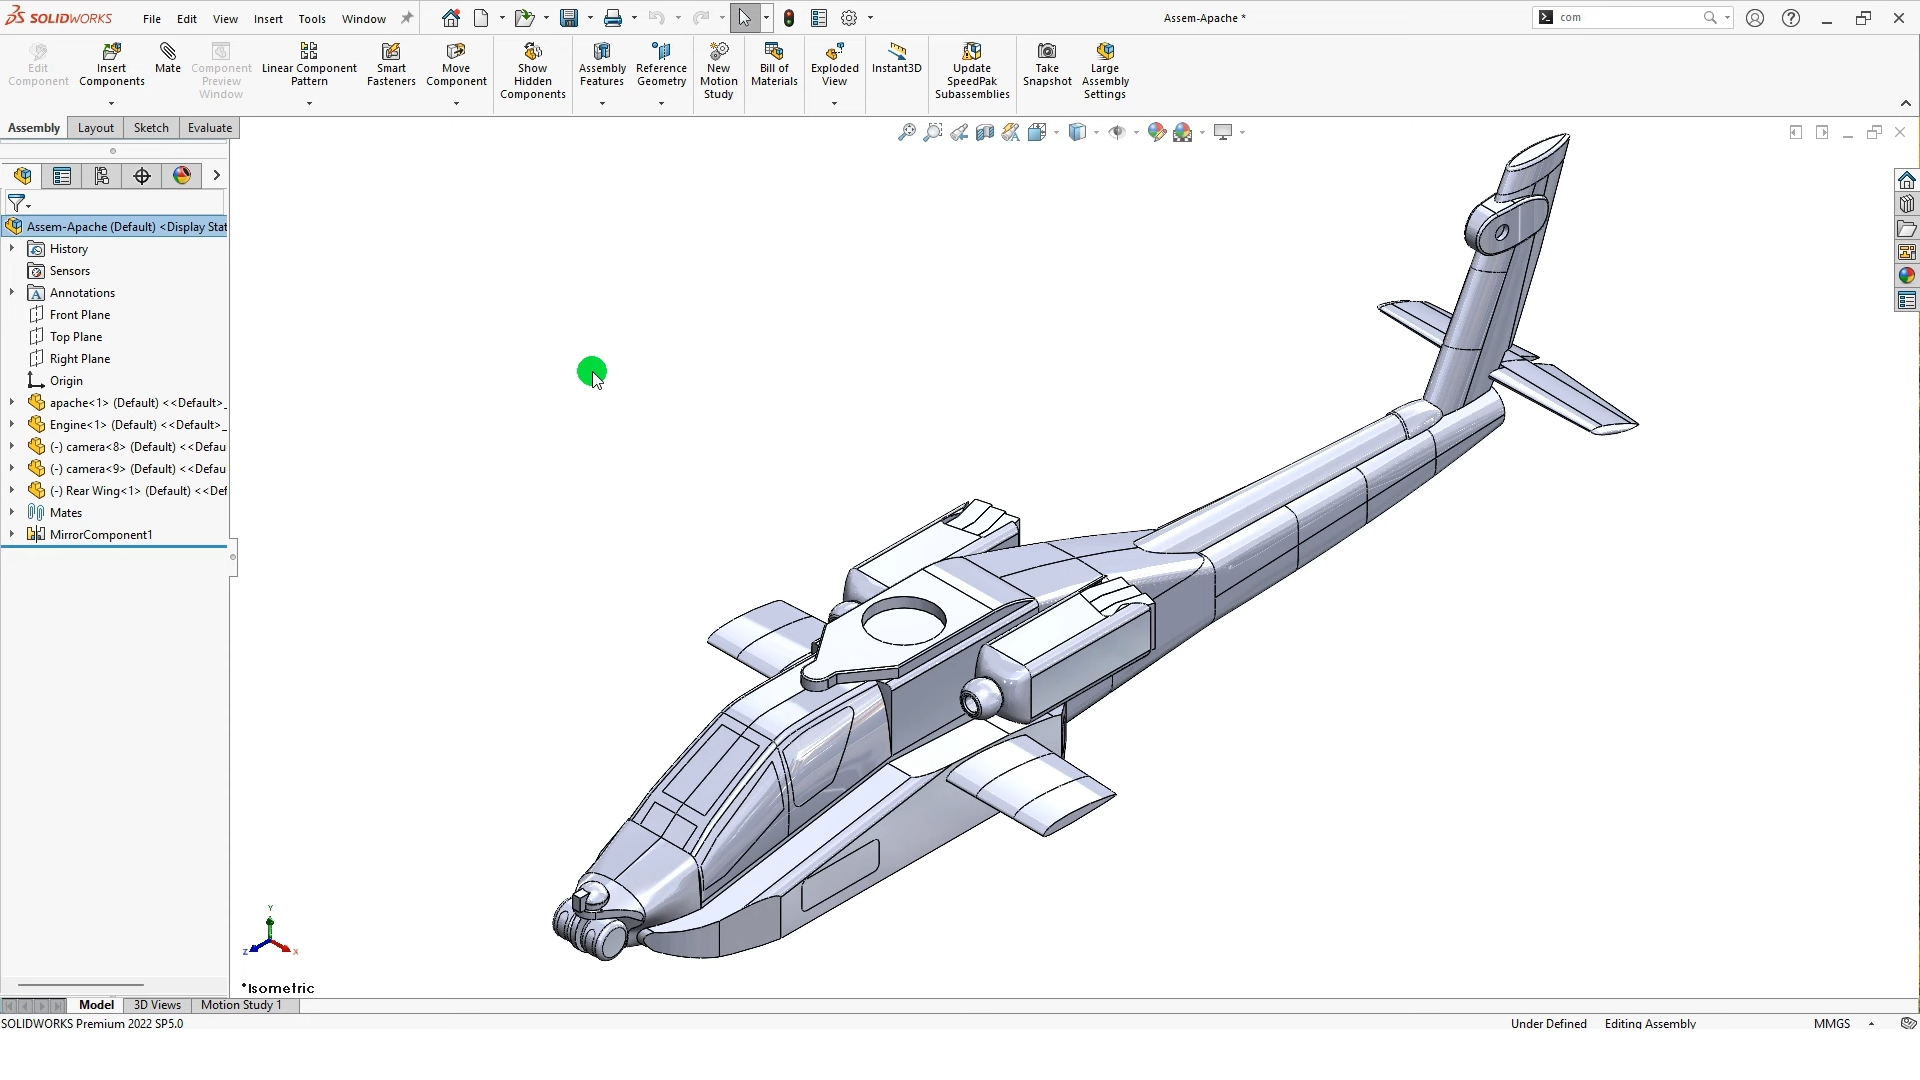 SOLIDWORKS File Edit View Insert Tools Window Assem-Apache * com
Edit Component
Insert Components
Mate
Component Preview Window
Linear Component Pattern
Smart Fasteners
Move Component
Show Hidden Components
Assembly Features
Reference Geometry
New Motion Study
Bill of Materials
Exploded View
Instant3D
Update SpeedPak Subassemblies
Take Snapshot
Large Assembly Settings
Assembly Layout Sketch Evaluate
Assem-Apache (Default) <Display Stat
History
Sensors
Annotations
Front Plane
Top Plane
Right Plane
Origin
apache<1> (Default) <<Default>_
Engine<1> (Default) <<Default>_
(-) camera<8> (Default) <<Defau
(-) camera<9> (Default) <<Defau
(-) Rear Wing<1> (Default) <<Def
Mates
MirrorComponent1
Y
Z X
*Isometric
Model 3D Views Motion Study 1
SOLIDWORKS Premium 2022 SP5.0 Under Defined Editing Assembly MMGS